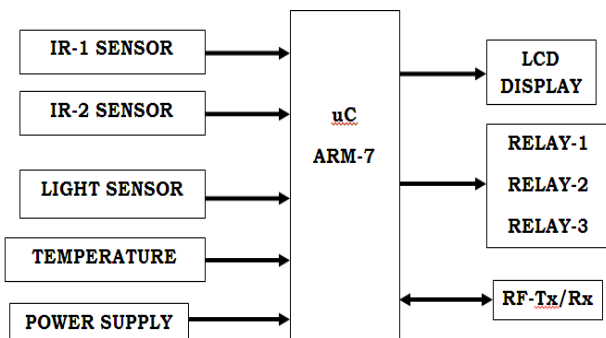 IR-1 SENSOR
IR-2 SENSOR
LIGHT SENSOR
TEMPERATURE
POWER SUPPLY
uC
ARM-7
LCD
DISPLAY
RELAY-1
RELAY-2
RELAY-3
RF-Tx/Rx